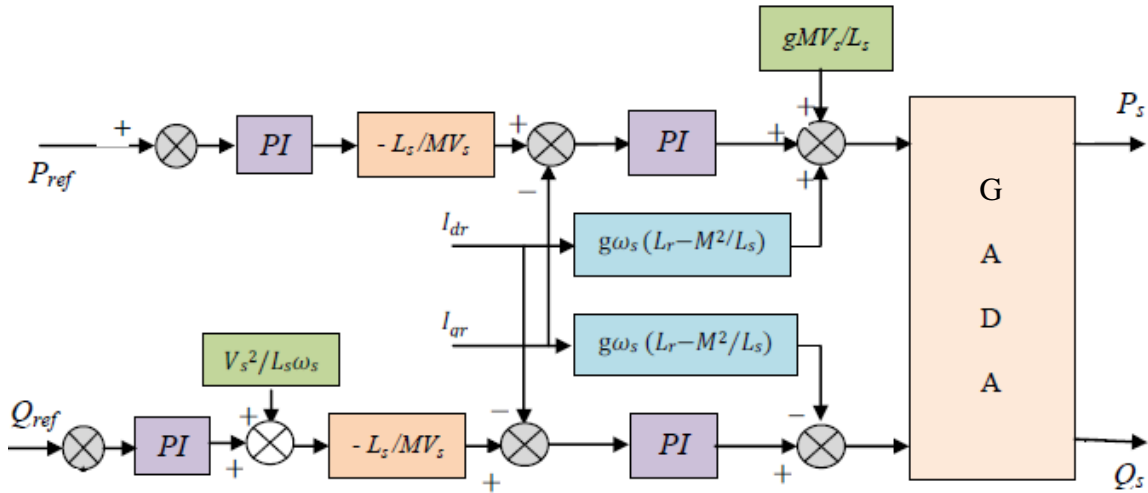 gMVs/Ls
+
+
+
+
+
PI
- Ls/MVs
PI
Ps
Pref
−
G
A
D
A
Idr
gωs (Lr−M²/Ls)
Iqr
gωs (Lr−M²/Ls)
Vs²/Lsωs
Qref
+
−
−
PI
- Ls/MVs
PI
+
+
+
Qs